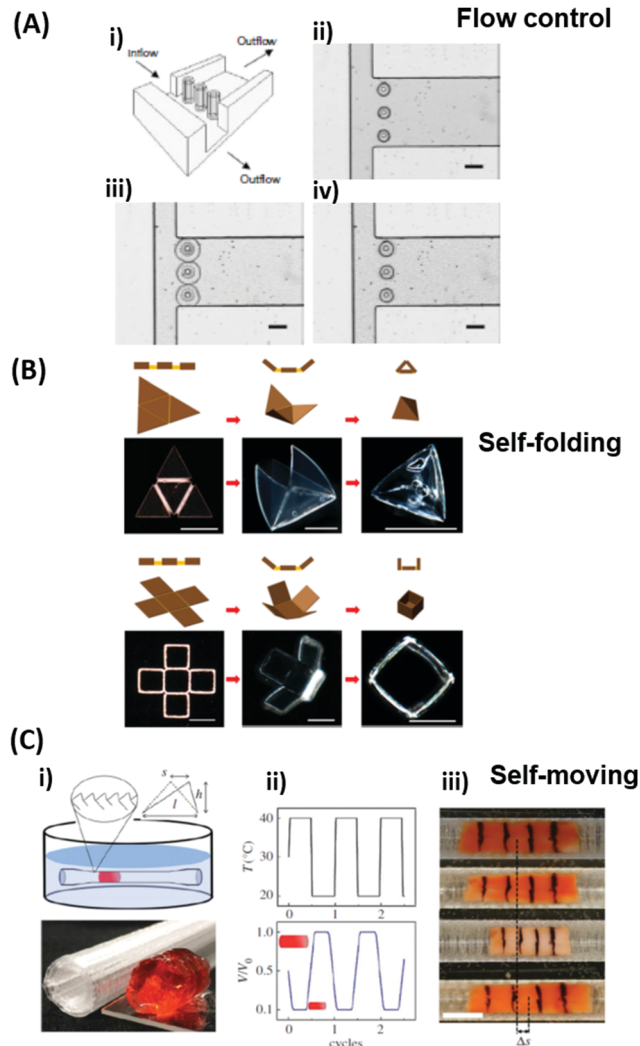 (A)
Flow control
i)
Inflow
Outflow
Outflow
ii)
iii)
iv)
(B)
Self-folding
(C)
Self-moving
i)
s
h
l
ii)
T(°C)
40
30
20
0
1
2
V/V0
1.0
0.5
0.1
0
1
2
cycles
iii)
Δs